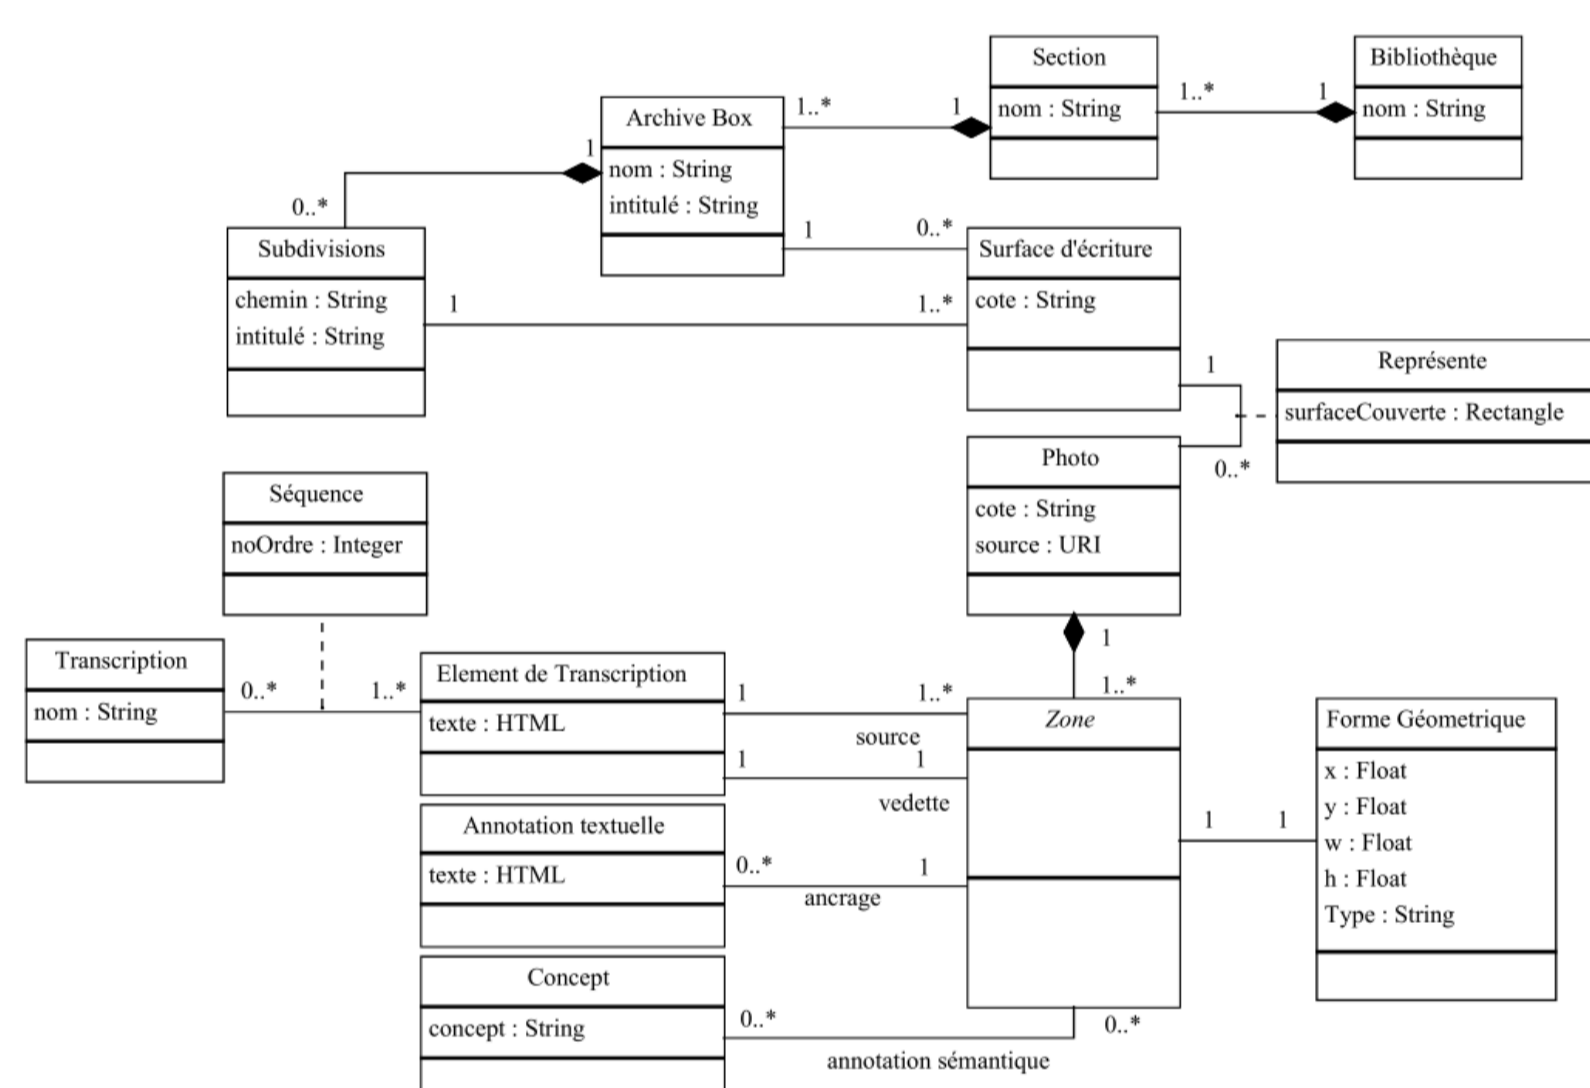 Section
nom : String
Bibliothèque
nom : String
1..*
1
1..*
1
Archive Box
nom : String
intitulé : String
1
0..*
1
0..*
Subdivisions
chemin : String
intitulé : String
1
1..*
Surface d'écriture
cote : String
1
0..*
Représente
surfaceCouverte : Rectangle
Photo
cote : String
source : URI
1
1..*
Séquence
noOrdre : Integer
Transcription
nom : String
0..*
1..*
Element de Transcription
texte : HTML
1
1..*
source
1
1
vedette
Zone
Forme Géometrique
x : Float
y : Float
w : Float
h : Float
Type : String
1
1
Annotation textuelle
texte : HTML
0..*
1
ancrage
Concept
concept : String
0..*
0..*
annotation sémantique